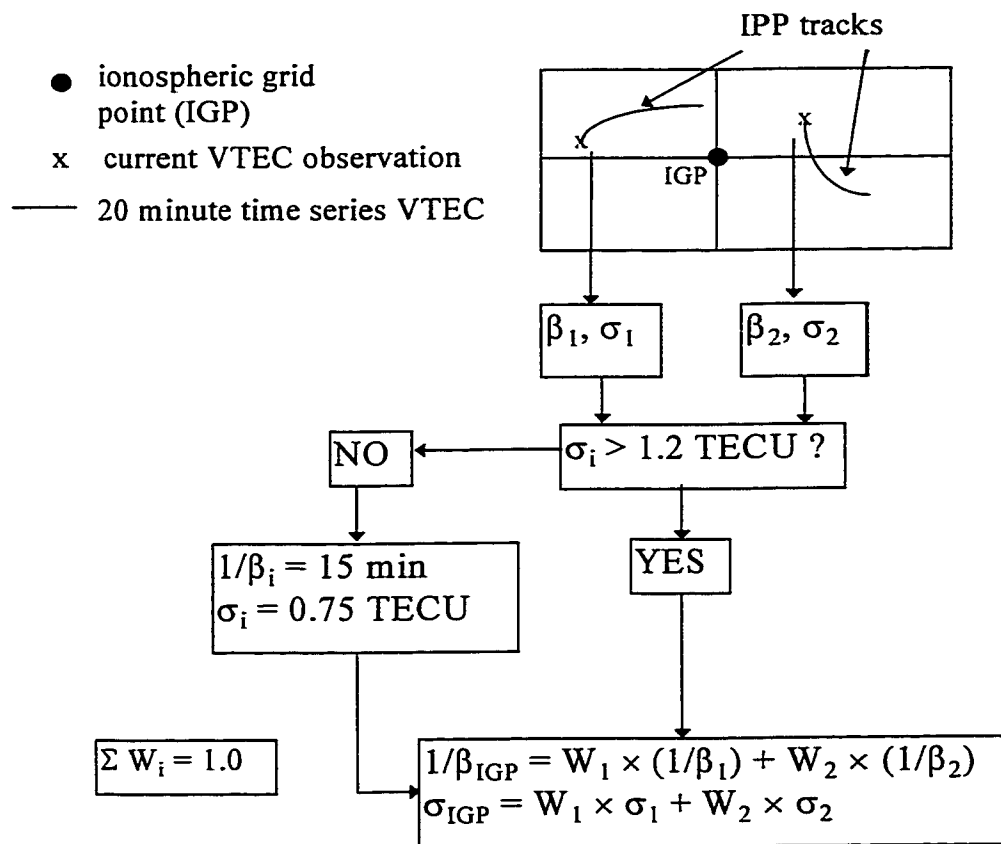 IPP tracks
● ionospheric grid
point (IGP)
x current VTEC observation
20 minute time series VTEC
x
x
IGP
β₁, σ₁
β₂, σ₂
σᵢ > 1.2 TECU ?
NO
YES
1/βᵢ = 15 min
σᵢ = 0.75 TECU
Σ Wᵢ = 1.0
1/β_IGP = W₁ × (1/β₁) + W₂ × (1/β₂)
σ_IGP = W₁ × σ₁ + W₂ × σ₂